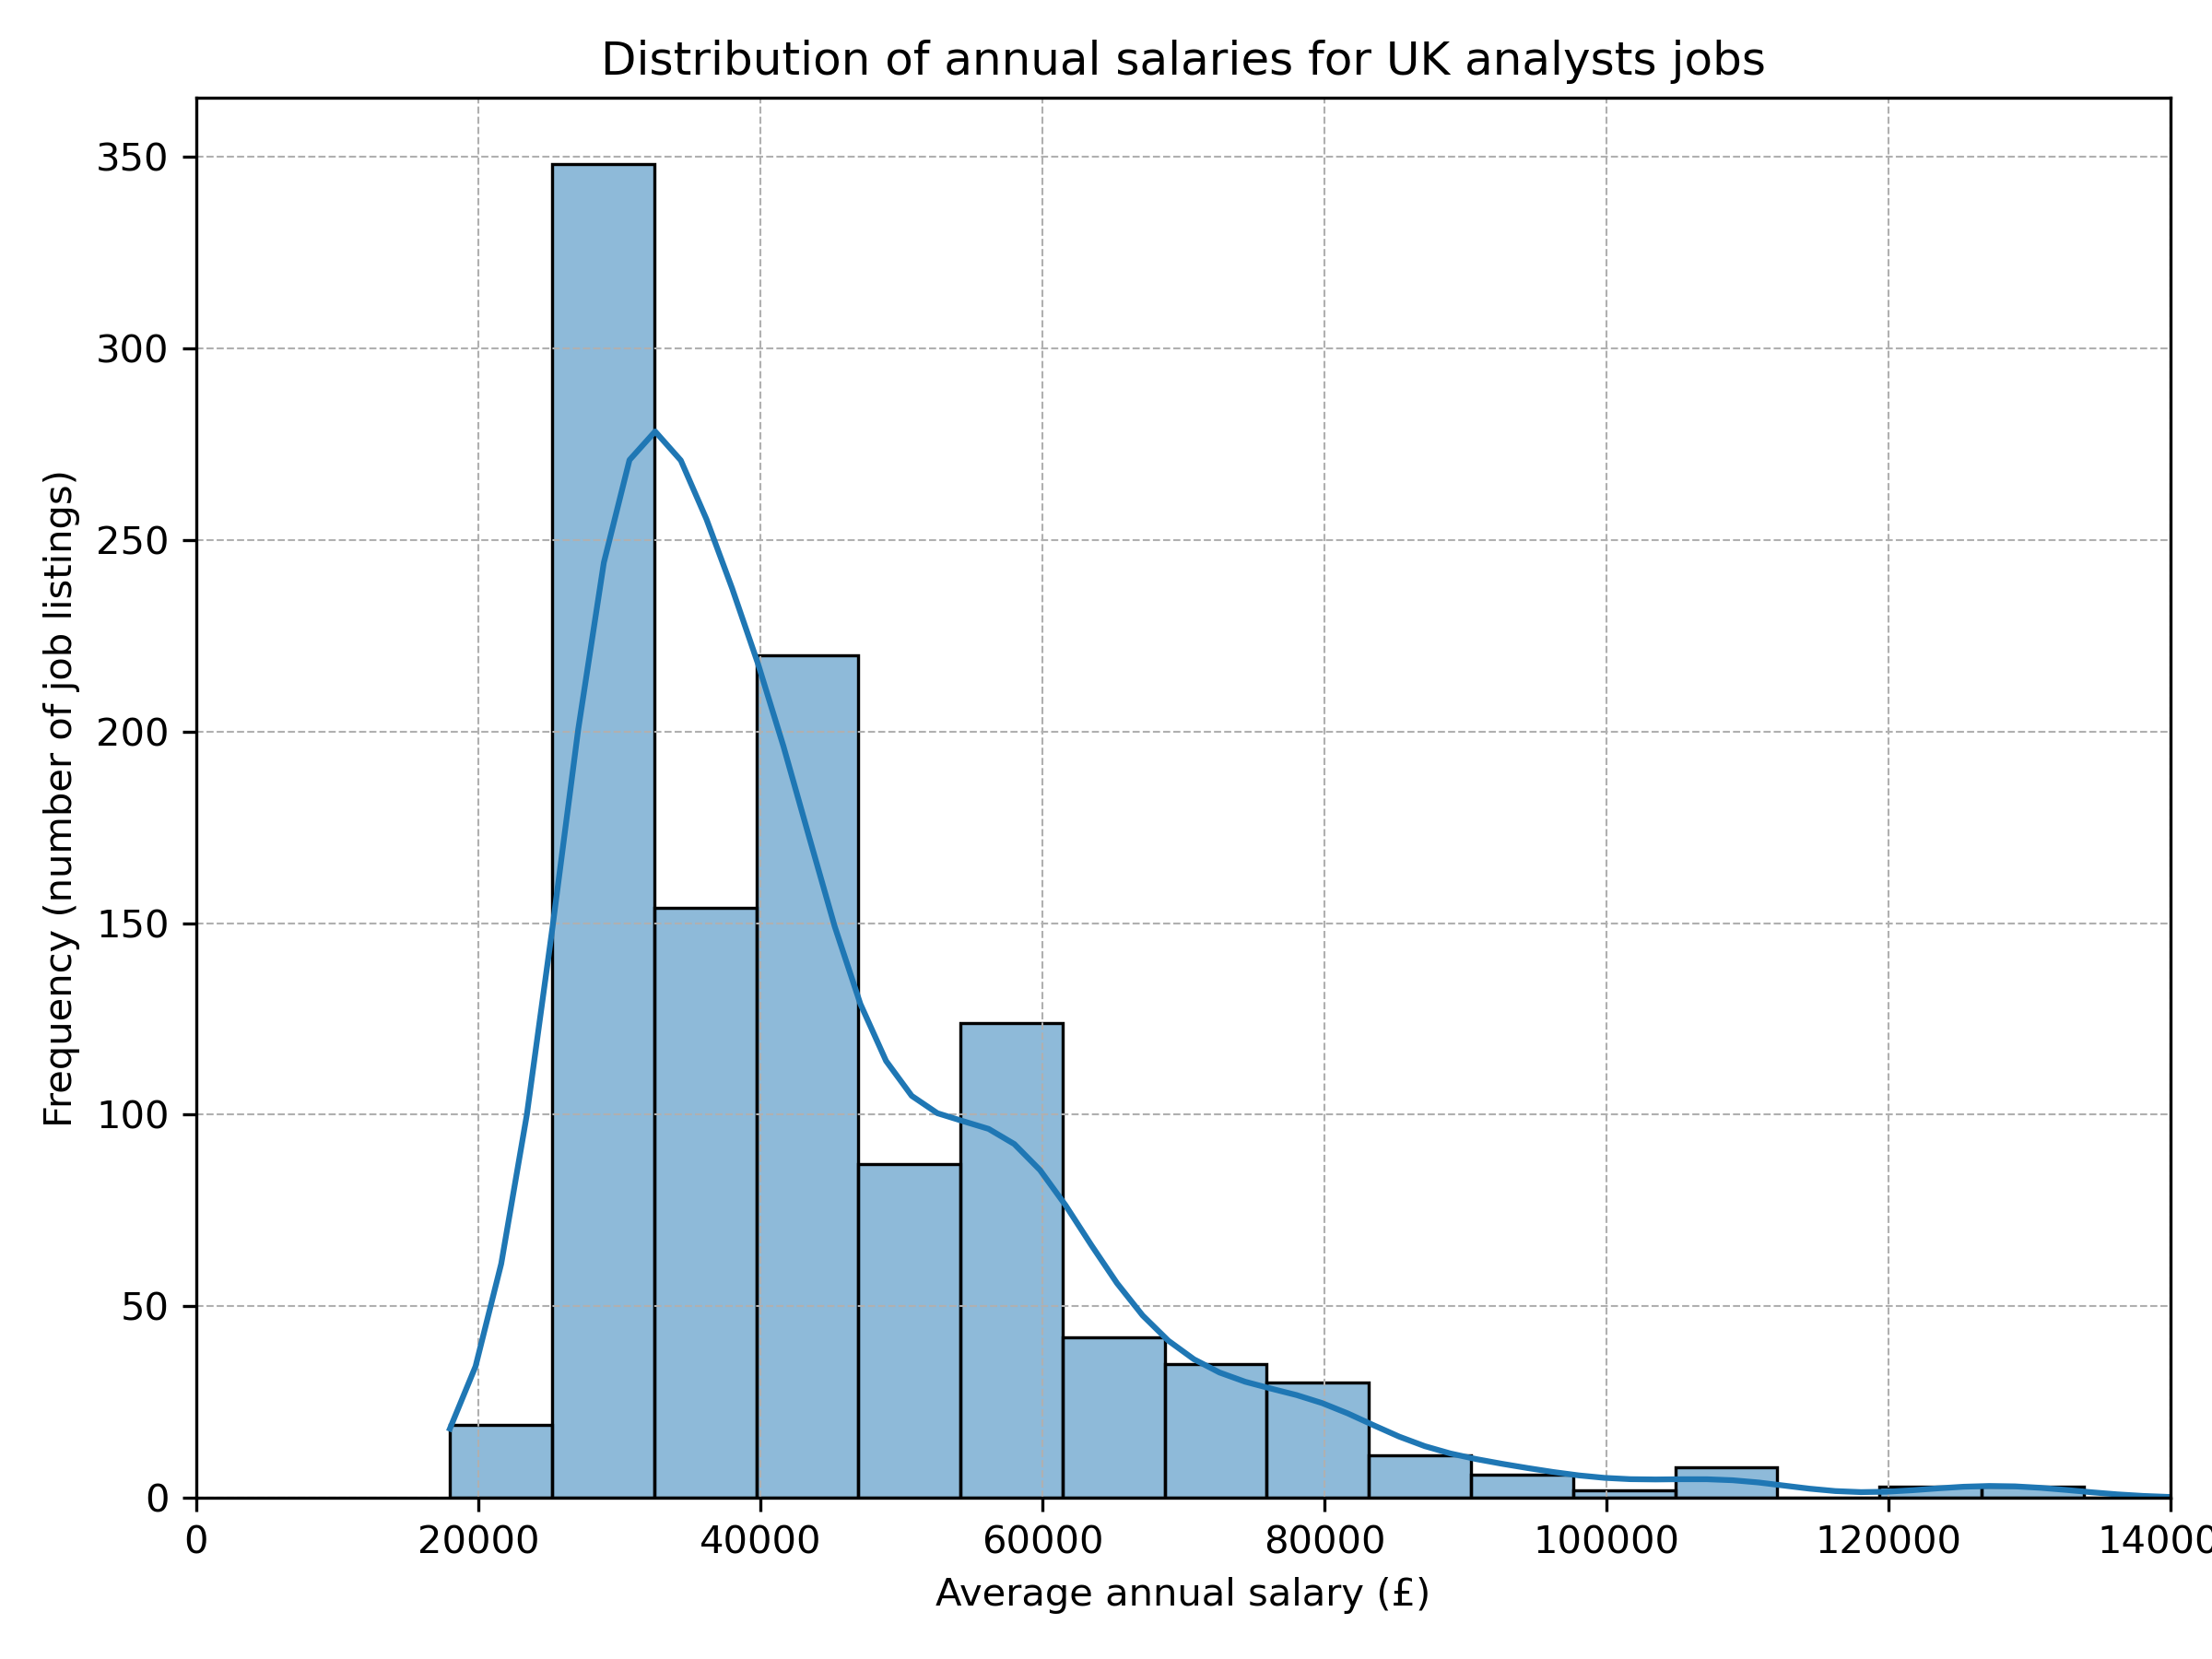 Distribution of annual salaries for UK analysts jobs
Frequency (number of job listings)
350
300
250
200
150
100
50
0
0 20000 40000 60000 80000 100000 120000 14000
Average annual salary (£)